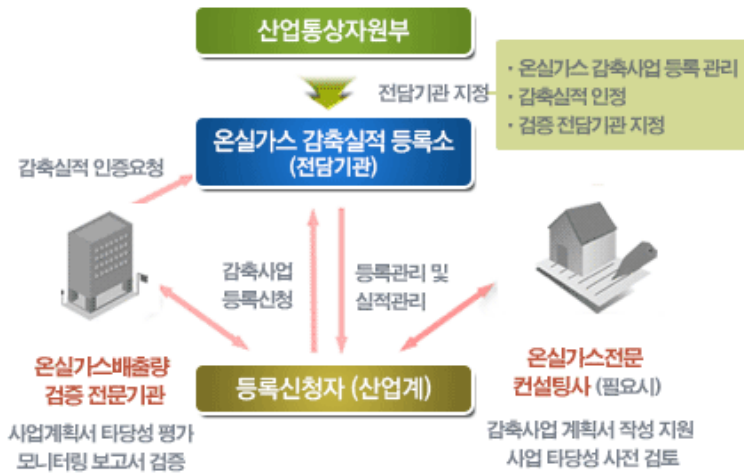 산업통상자원부
전담기관 지정
· 온실가스 감축사업 등록 관리
· 감축실적 인정
· 검증 전담기관 지정
온실가스 감축실적 등록소
(전담기관)
감축실적 인증요청
감축사업
등록신청
등록관리 및
실적관리
온실가스배출량
검증 전문기관
사업계획서 타당성 평가
모니터링 보고서 검증
등록신청자 (산업계)
온실가스전문
컨설팅사 (필요시)
감축사업 계획서 작성 지원
사업 타당성 사전 검토